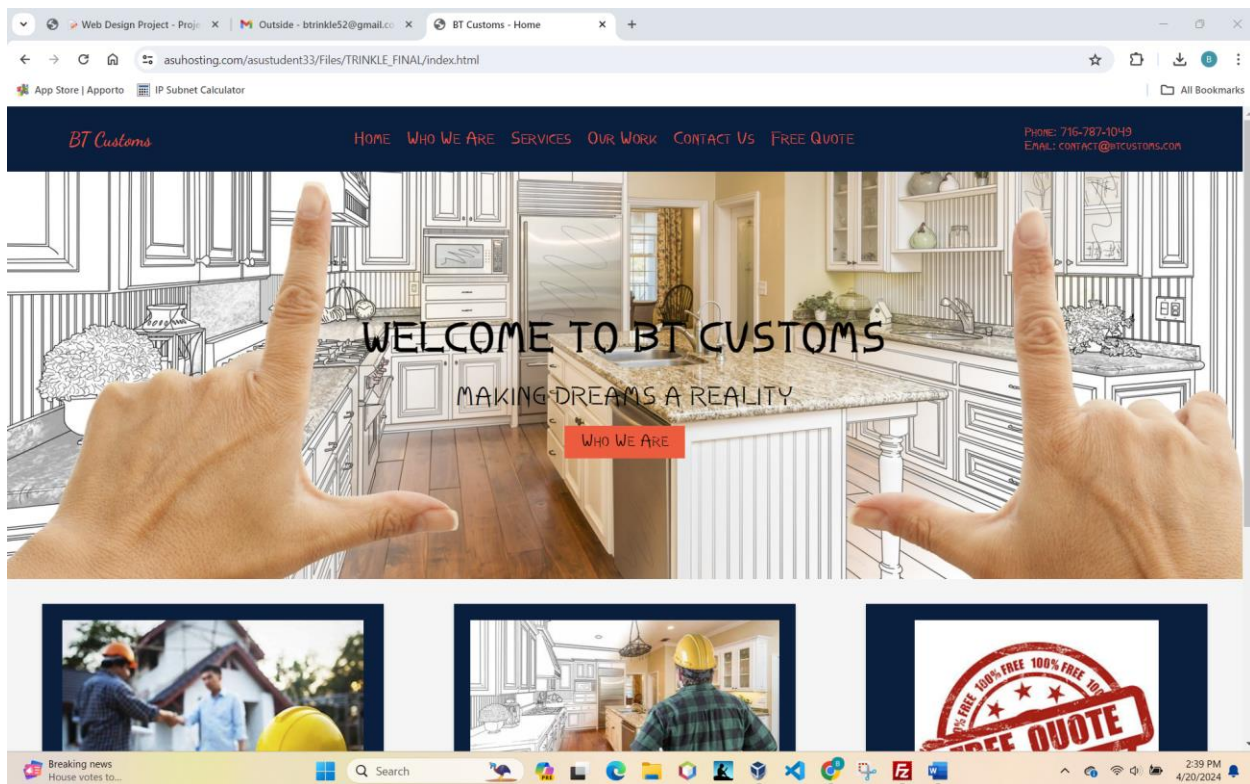 Web Design Project - Proje
Outside - btrinkle52@gmail.co
BT Customs - Home
asuhosting.com/asustudent33/Files/TRINKLE_FINAL/index.html
App Store | Apporto
IP Subnet Calculator
All Bookmarks
BT Customs
Home Who We Are Services Our Work Contact Us Free Quote
Phone: 716-787-1049
Email: contact@btcustoms.com
WELCOME TO BT CUSTOMS
MAKING DREAMS A REALITY
Who We Are
100% FREE 100% FREE
FREE QUOTE
Breaking news
House votes to...
Search
PRE
2:39 PM
4/20/2024